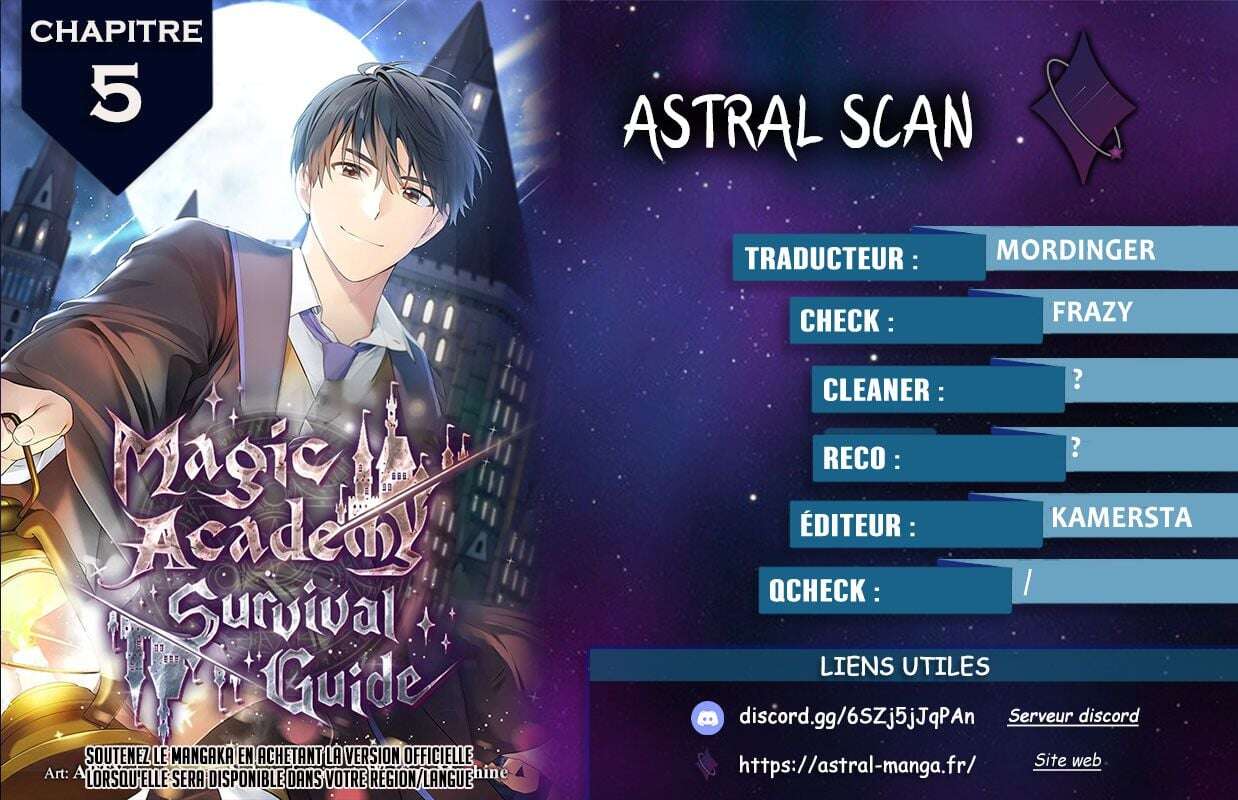 CHAPITRE
5
Magic
Academy
Survival
Guide
SOUTENEZ LE MANGAKA EN ACHETANT LA VERSION OFFICIELLE
LORSQU'ELLE SERA DISPONIBLE DANS VOTRE RÉGION/LANGUE
Art:
ASTRAL SCAN
TRADUCTEUR : MORDINGER
CHECK : FRAZY
CLEANER : ?
RECO : ?
ÉDITEUR : KAMERSTA
QCHECK : /
LIENS UTILES
discord.gg/6SZj5jJqPAn Serveur discord
https://astral-manga.fr/ Site web